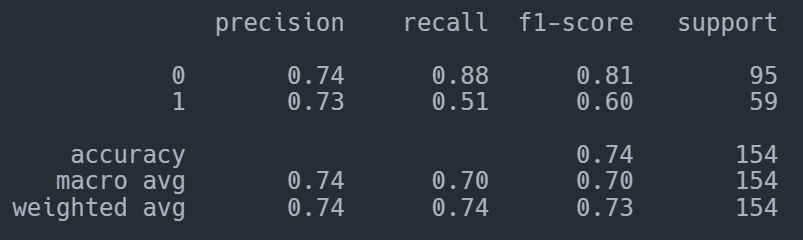 precision recall f1-score support
0 0.74 0.88 0.81 95
1 0.73 0.51 0.60 59
accuracy 0.74 154
macro avg 0.74 0.70 0.70 154
weighted avg 0.74 0.74 0.73 154